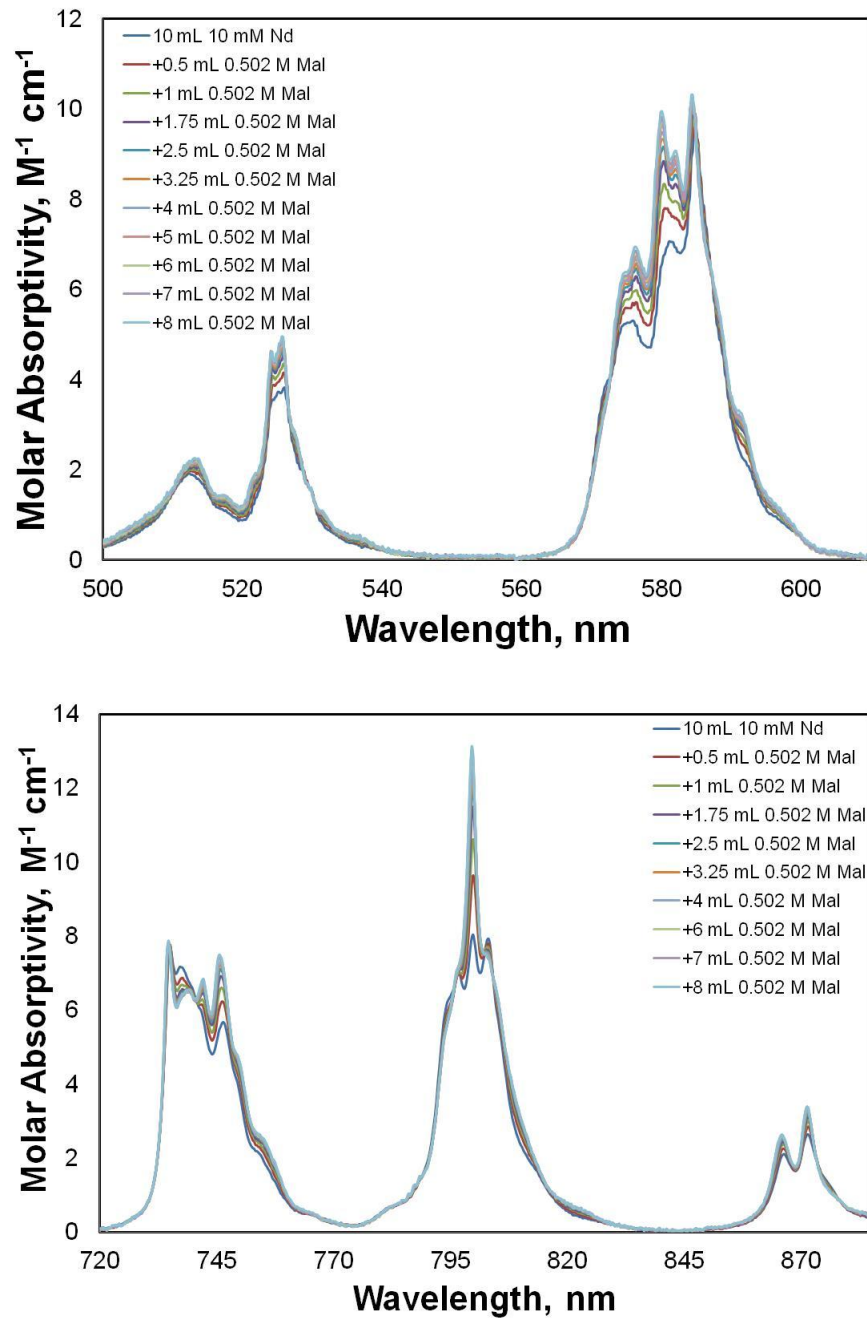 12
10 mL 10 mM Nd
+0.5 mL 0.502 M Mal
+1 mL 0.502 M Mal
+1.75 mL 0.502 M Mal
+2.5 mL 0.502 M Mal
+3.25 mL 0.502 M Mal
+4 mL 0.502 M Mal
+5 mL 0.502 M Mal
+6 mL 0.502 M Mal
+7 mL 0.502 M Mal
+8 mL 0.502 M Mal
10
8
6
4
2
0
Molar Absorptivity, M-1 cm-1
500 520 540 560 580 600
Wavelength, nm
14
10 mL 10 mM Nd
+0.5 mL 0.502 M Mal
+1 mL 0.502 M Mal
+1.75 mL 0.502 M Mal
+2.5 mL 0.502 M Mal
+3.25 mL 0.502 M Mal
+4 mL 0.502 M Mal
+6 mL 0.502 M Mal
+7 mL 0.502 M Mal
+8 mL 0.502 M Mal
12
10
8
6
4
2
0
Molar Absorptivity, M-1 cm-1
720 745 770 795 820 845 870
Wavelength, nm